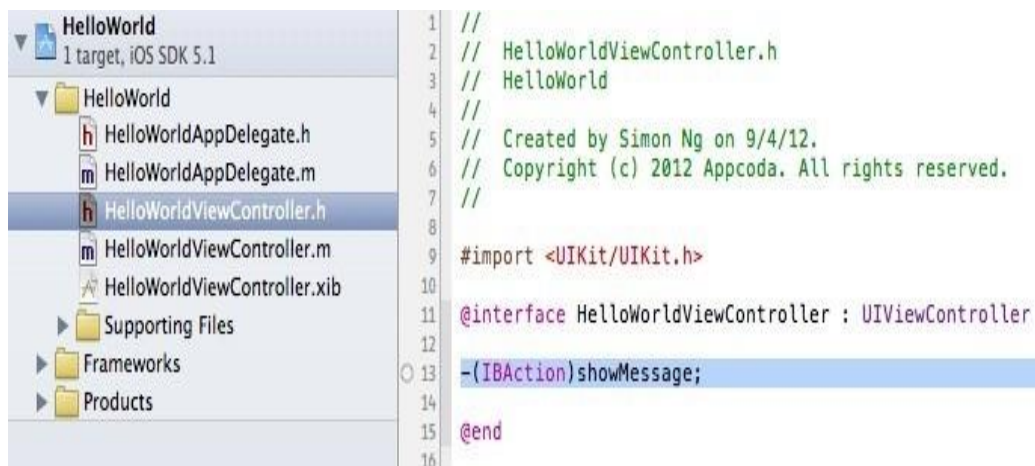 HelloWorld
1 target, iOS SDK 5.1
HelloWorld
h HelloWorldAppDelegate.h
m HelloWorldAppDelegate.m
h HelloWorldViewController.h
m HelloWorldViewController.m
HelloWorldViewController.xib
Supporting Files
Frameworks
Products
1 //
2 //  HelloWorldViewController.h
3 //  HelloWorld
4 //
5 //  Created by Simon Ng on 9/4/12.
6 //  Copyright (c) 2012 Appcoda. All rights reserved.
7 //
8
9 #import <UIKit/UIKit.h>
10
11 @interface HelloWorldViewController : UIViewController
12
13 -(IBAction)showMessage;
14
15 @end
16